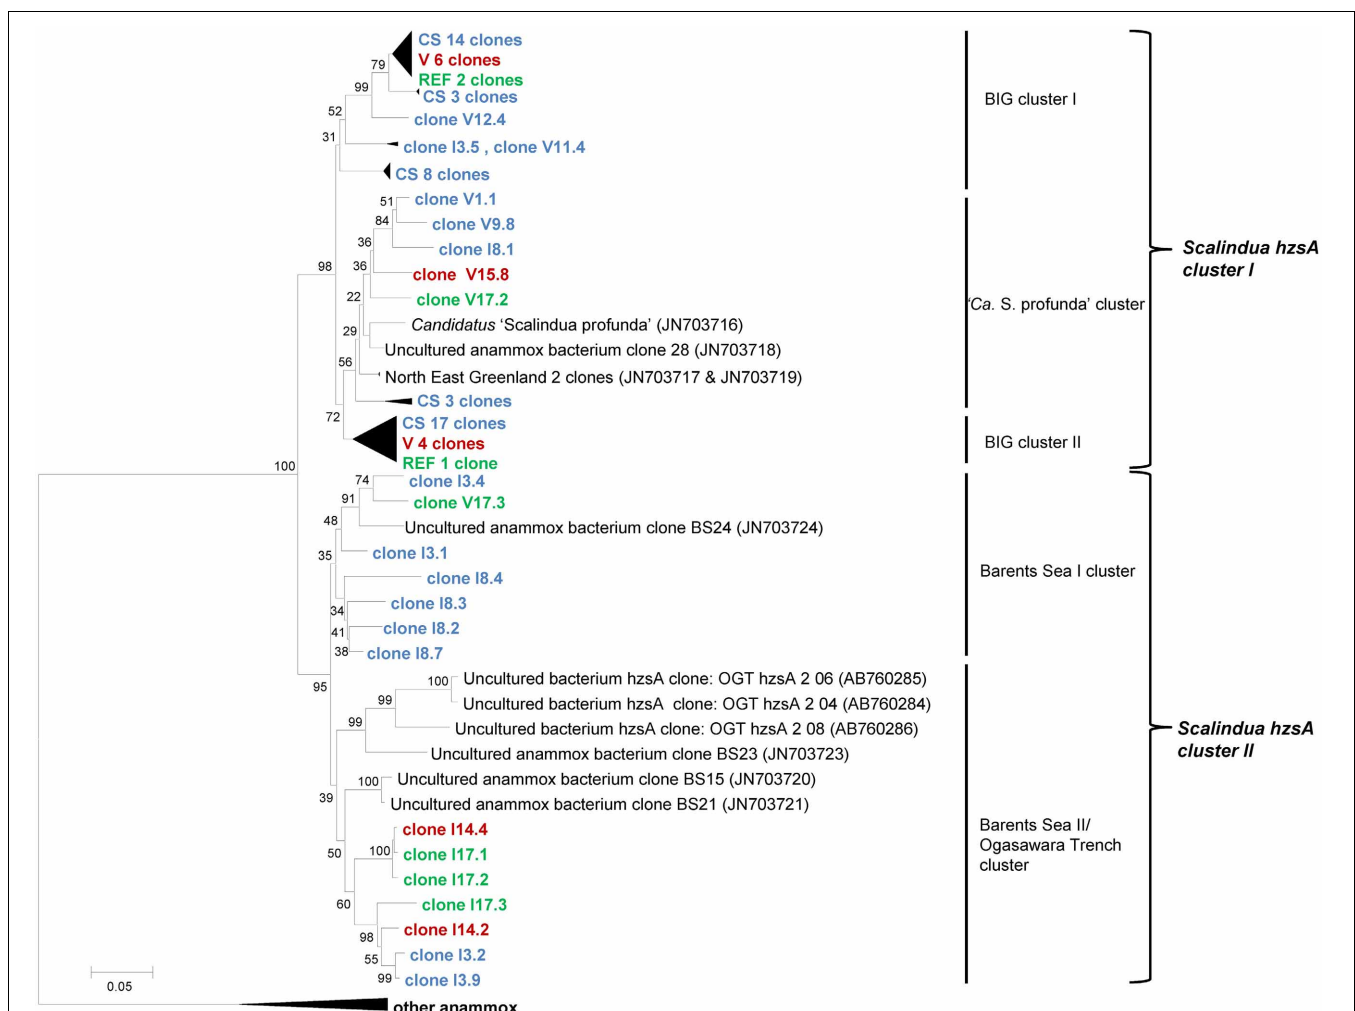 CS 14 clones
V 6 clones
79
REF 2 clones
CS 3 clones
99
BIG cluster I
52
clone V12.4
31
clone I3.5 , clone V11.4
CS 8 clones
51
clone V1.1
84
clone V9.8
36
clone I8.1
Scalindua hzsA
cluster I
98
36
clone V15.8
22
clone V17.2
'Ca. S. profunda' cluster
29
Candidatus 'Scalindua profunda' (JN703716)
Uncultured anammox bacterium clone 28 (JN703718)
56
North East Greenland 2 clones (JN703717 & JN703719)
CS 3 clones
72
CS 17 clones
V 4 clones
BIG cluster II
REF 1 clone
100
74
clone I3.4
91
clone V17.3
48
Uncultured anammox bacterium clone BS24 (JN703724)
35
clone I3.1
Barents Sea I cluster
clone I8.4
34
clone I8.3
41
clone I8.2
38
clone I8.7
95
100
Uncultured bacterium hzsA clone: OGT hzsA 2 06 (AB760285)
99
Uncultured bacterium hzsA clone: OGT hzsA 2 04 (AB760284)
99
Uncultured bacterium hzsA clone: OGT hzsA 2 08 (AB760286)
Scalindua hzsA
cluster II
Uncultured anammox bacterium clone BS23 (JN703723)
100
Uncultured anammox bacterium clone BS15 (JN703720)
39
Uncultured anammox bacterium clone BS21 (JN703721)
clone I14.4
Barents Sea II/
Ogasawara Trench
cluster
50
100
clone I17.1
clone I17.2
60
clone I17.3
98
clone I14.2
55
clone I3.2
99
clone I3.9
0.05
other anammox